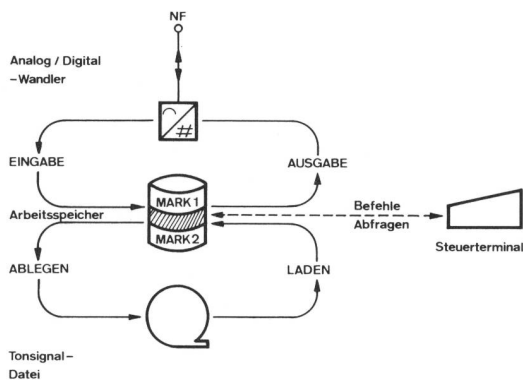 NF
Analog / Digital
–Wandler
#
EINGABE
AUSGABE
MARK 1
Arbeitsspeicher
Befehle
Abfragen
MARK 2
Steuerterminal
ABLEGEN
LADEN
Tonsignal–
Datei